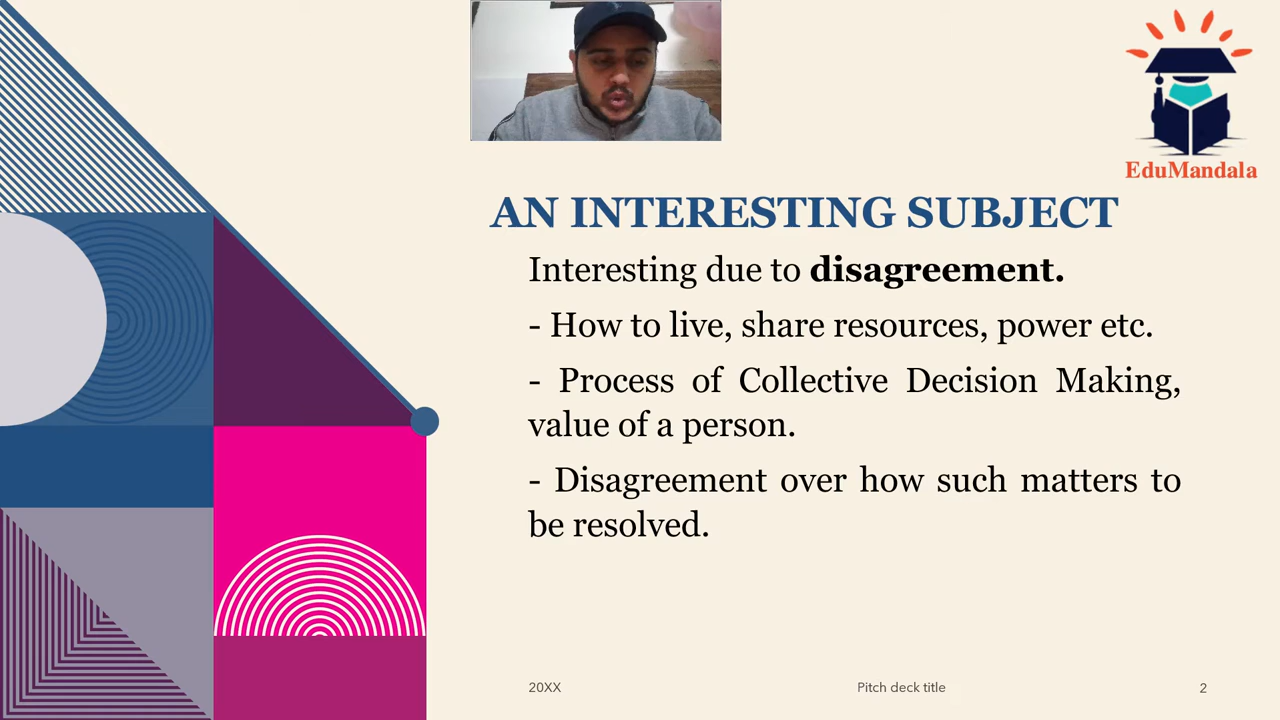 EduMandala
AN INTERESTING SUBJECT
Interesting due to disagreement.
- How to live, share resources, power etc.
- Process of Collective Decision Making,
value of a person.
- Disagreement over how such matters to
be resolved.
20XX
Pitch deck title
2